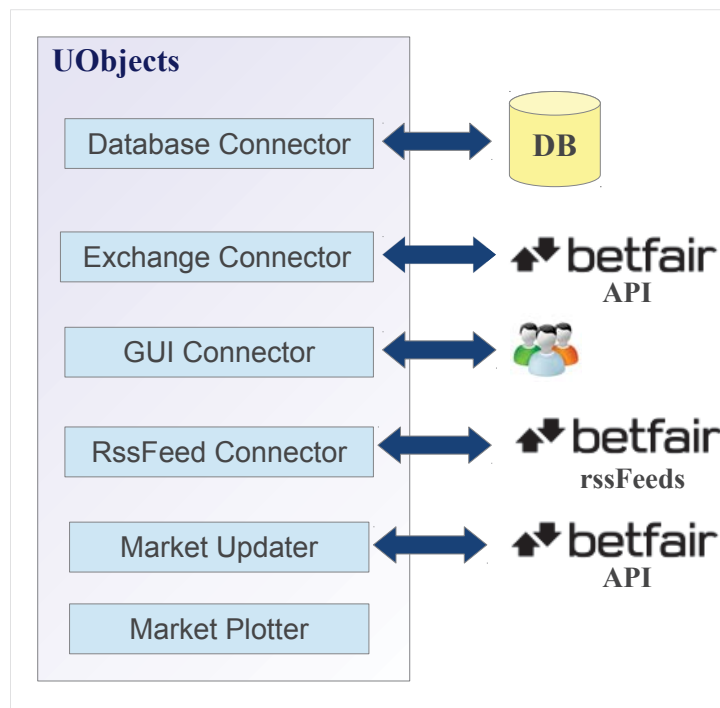 UObjects
Database Connector
DB
Exchange Connector
betfair
API
GUI Connector
RssFeed Connector
betfair
rssFeeds
Market Updater
betfair
API
Market Plotter